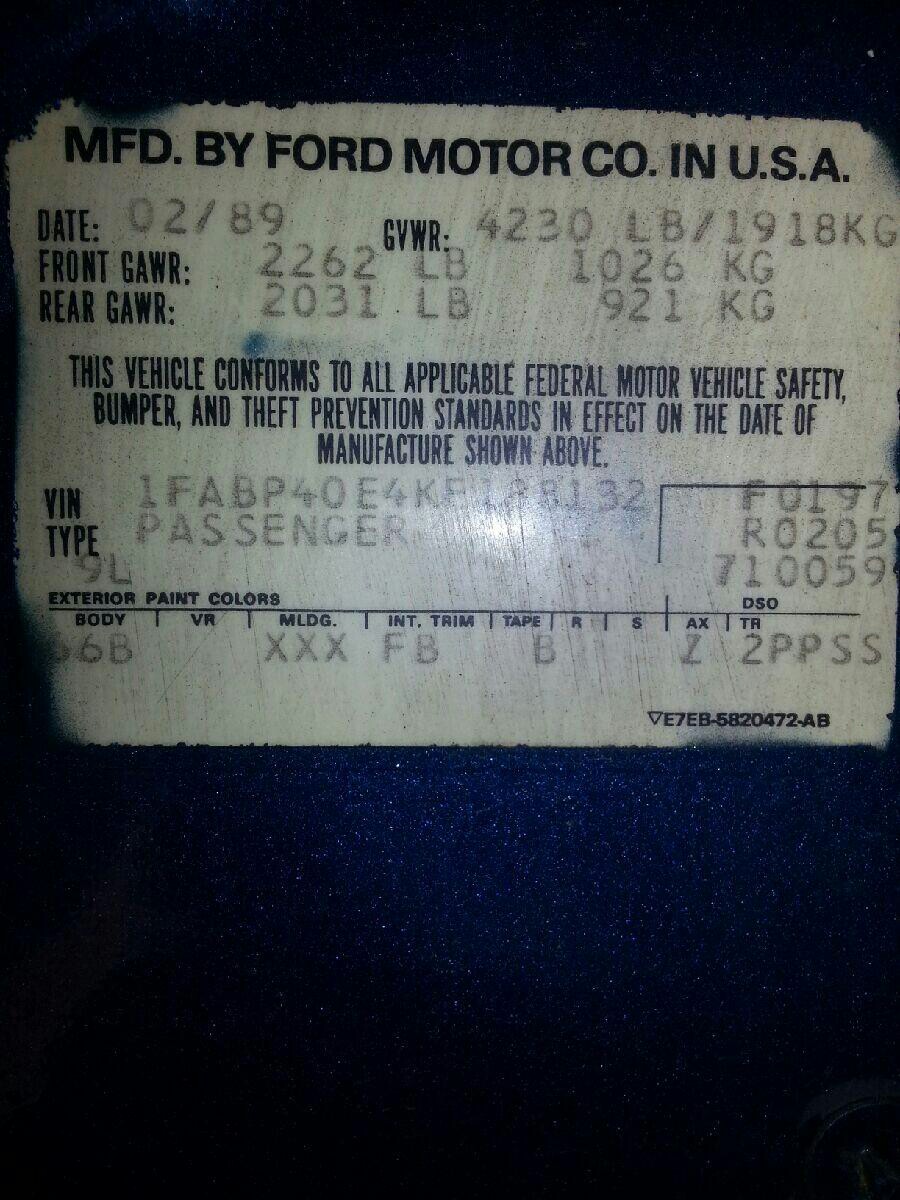 MFD. BY FORD MOTOR CO. IN U.S.A.
DATE: 02/89 GVWR: 4230 LB/1918KG
FRONT GAWR: 2262 LB 1026 KG
REAR GAWR: 2031 LB 921 KG
THIS VEHICLE CONFORMS TO ALL APPLICABLE FEDERAL MOTOR VEHICLE SAFETY,
BUMPER, AND THEFT PREVENTION STANDARDS IN EFFECT ON THE DATE OF
MANUFACTURE SHOWN ABOVE.
VIN F0197
TYPE PASSENGER R0205
9L 710059
EXTERIOR PAINT COLORS DSO
BODY VR MLDG. INT. TRIM TAPE R S AX TR
66B XXX FB B Z 2PPSS
▽E7EB-5820472-AB